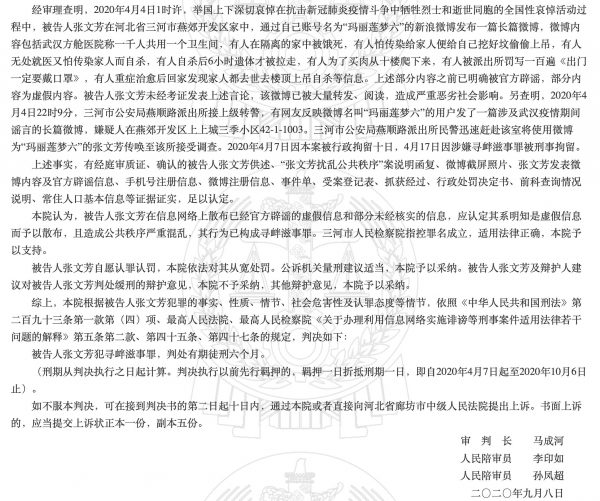 经审理查明，2020年4月4日1时许，举国上下深切哀悼在抗击新冠肺炎疫情斗争中牺牲烈士和逝世同胞的全国性哀悼活动过
程中，被告人张文芳在河北省三河市燕郊开发区家中，通过自己账号名为“玛丽莲梦六”的新浪微博发布一篇长篇微博，微博内
容包括武汉方舱医院称一千人共用一个卫生间、有人在隔离的家中被饿死，有人怕传染给家人便给自己挖好坟偷偷上吊，有人
无处就医又怕传染家人而自杀，有人自杀后6小时遗体才被拉走，有人为了买肉从十楼爬下来，有人被派出所罚写一百遍《出门
一定要戴口罩》，有人重症治愈后回家发现家人都去世去楼顶上吊自杀等信息。上述部分内容之前已明确被官方辟谣，部分内
容为虚假内容。被告人张文芳未经考证发表上述言论，该微博已被大量转发、阅读，造成严重恶劣社会影响。另查明，2020年4
月4日22时9分，三河市公安局燕顺路派出所接上级转警，有网友反映微博名叫“玛丽莲梦六”的用户发了一篇涉及武汉疫情期间
谣言的长篇微博，嫌疑人在燕郊开发区上上城三季小区42-1-1003。三河市公安局燕顺路派出所民警迅速赶赴该室将使用微博
为“玛丽莲梦六”的张文芳传唤至该所接受调查。2020年4月7日因本案被行政拘留十日，4月17日因涉嫌寻衅滋事罪被刑事拘留。
上述事实，有经庭审质证、确认的被告人张文芳供述、“张文芳扰乱公共秩序”案说明函复、微博截屏照片、张文芳发表微
博内容及官方辟谣信息、手机号注册信息、微博注册信息、事件单、受案登记表、抓获经过、行政处罚决定书、前科查询情况
说明、常住人口基本信息等证据证实，足以认定。
本院认为，被告人张文芳在信息网络上散布已经官方辟谣的虚假信息和部分未经核实的信息，应认定其系明知是虚假信息
而予以散布，且造成公共秩序严重混乱，其行为已构成寻衅滋事罪。三河市人民检察院指控罪名成立，适用法律正确，本院予
以支持。
被告人张文芳自愿认罪认罚，本院依法对其从宽处罚。公诉机关量刑建议适当，本院予以采纳。被告人张文芳及辩护人建
议对被告人张文芳判处缓刑的辩护意见，本院不予采纳，其他辩护意见，本院予以采纳。
综上，本院根据被告人张文芳犯罪的事实、性质、情节、社会危害性及认罪态度等情节，依照《中华人民共和国刑法》第
二百九十三条第一款第（四）项、最高人民法院、最高人民检察院《关于办理利用信息网络实施诽谤等刑事案件适用法律若干
问题的解释》第五条第二款、第四十五条、第四十七条的规定，判决如下：
被告人张文芳犯寻衅滋事罪，判处有期徒刑六个月。
（刑期从判决执行之日起计算。判决执行以前先行羁押的，羁押一日折抵刑期一日，即自2020年4月7日起至2020年10月6日
止）。
如不服本判决，可在接到判决书的第二日起十日内，通过本院或者直接向河北省廊坊市中级人民法院提出上诉。书面上诉
的，应当提交上诉状正本一份，副本五份。
审 判 长 马成河
人民陪审员 李印如
人民陪审员 孙凤超
二〇二〇年九月八日